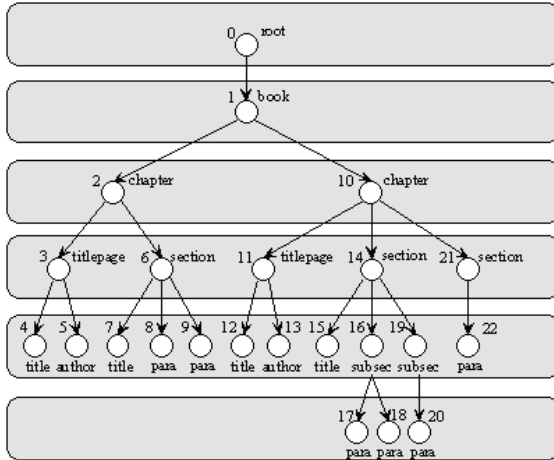 0 root
1 book
2 chapter 10 chapter
3 titlepage 6 section 11 titlepage 14 section 21 section
4 5 7 8 9 12 13 15 16 19 22
title author title para para title author title subsec subsec para
17 18 20
para para para